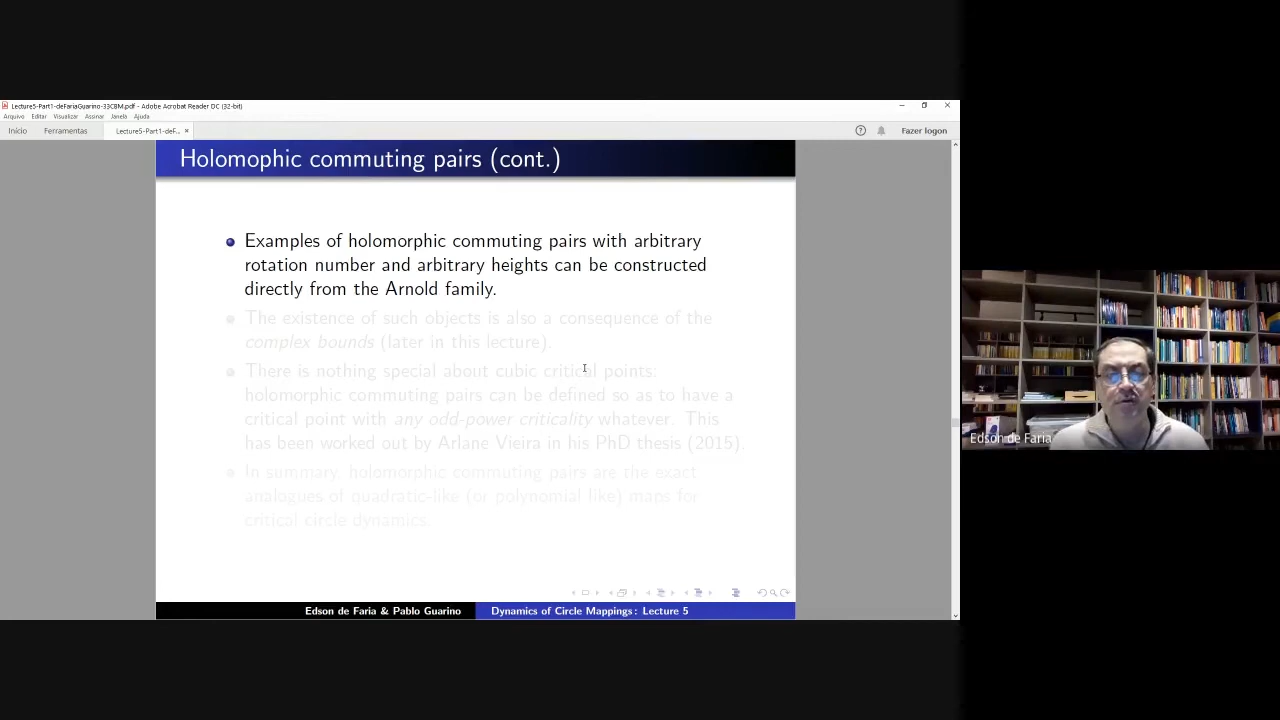 Lecture5-Part1-deFariaGuarino-33CBM.pdf - Adobe Acrobat Reader DC (32-bit)
Arquivo Editar Visualizar Assinar Janela Ajuda
Início Ferramentas Lecture5-Part1-deF... × Fazer logon
Holomophic commuting pairs (cont.)
Examples of holomorphic commuting pairs with arbitrary
rotation number and arbitrary heights can be constructed
directly from the Arnold family.
The existence of such objects is also a consequence of the
complex bounds (later in this lecture).
There is nothing special about cubic critical points:
holomorphic commuting pairs can be defined so as to have a
critical point with any odd-power criticality whatever. This
has been worked out by Arlane Vieira in his PhD thesis (2015).
In summary, holomorphic commuting pairs are the exact
analogues of quadratic-like (or polynomial like) maps for
critical circle dynamics.
Edson de Faria & Pablo Guarino Dynamics of Circle Mappings: Lecture 5
Edson de Faria